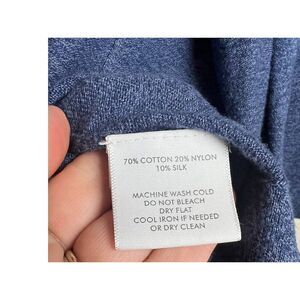 70% COTTON 20% NYLON
10% SILK
MACHINE WASH COLD
DO NOT BLEACH
DRY FLAT
COOL IRON IF NEEDED
OR DRY CLEAN